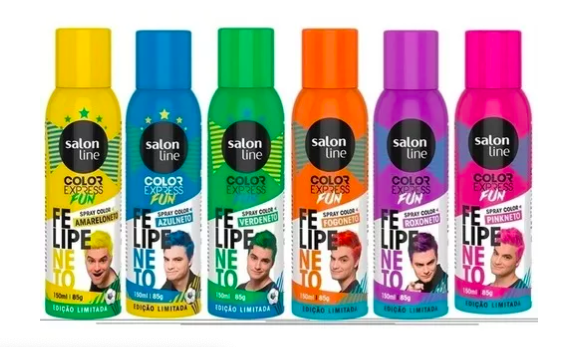 salon
line
COLOR
EXPRESS
FUN
SPRAY COLOR
AMARELONETO
FE
LIPE
NE
TO
150ml | 85g
EDIÇÃO LIMITADA
salon
line
COLOR
EXPRESS
FUN
SPRAY COLOR
AZULNETO
FE
LIPE
NE
TO
150ml | 85g
EDIÇÃO LIMITADA
salon
line
COLOR
EXPRESS
FUN
SPRAY COLOR
VERDENETO
FE
LIPE
NE
TO
150ml | 85g
EDIÇÃO LIMITADA
salon
line
COLOR
EXPRESS
FUN
SPRAY COLOR
FOGONETO
FE
LIPE
NE
TO
150ml | 85g
EDIÇÃO LIMITADA
salon
line
COLOR
EXPRESS
FUN
SPRAY COLOR
ROXONETO
FE
LIPE
NE
TO
150ml | 85g
EDIÇÃO LIMITADA
salon
line
COLOR
EXPRESS
FUN
SPRAY COLOR
PINKNETO
FE
LIPE
NE
TO
150ml | 85g
EDIÇÃO LIMITADA